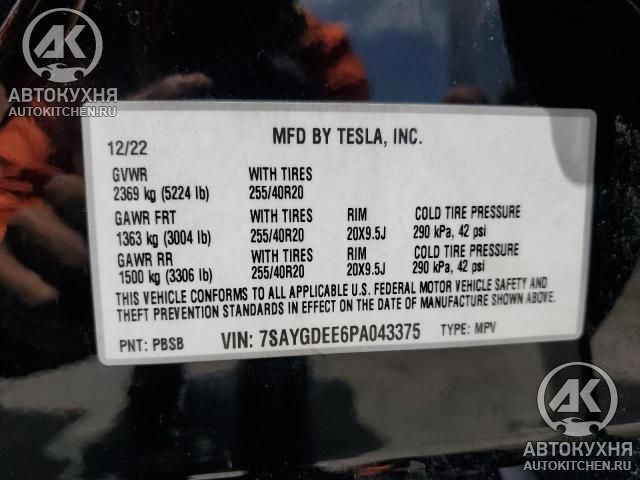 AK
АВТОКУХНЯ
AUTOKITCHEN.RU
12/22 MFD BY TESLA, INC.
GVWR WITH TIRES
2369 kg (5224 lb) 255/40R20
GAWR FRT WITH TIRES RIM COLD TIRE PRESSURE
1363 kg (3004 lb) 255/40R20 20X9.5J 290 kPa, 42 psi
GAWR RR WITH TIRES RIM COLD TIRE PRESSURE
1500 kg (3306 lb) 255/40R20 20X9.5J 290 kPa, 42 psi
THIS VEHICLE CONFORMS TO ALL APPLICABLE U.S. FEDERAL MOTOR VEHICLE SAFETY AND
THEFT PREVENTION STANDARDS IN EFFECT ON THE DATE OF MANUFACTURE SHOWN ABOVE.
PNT: PBSB VIN: 7SAYGDEE6PA043375 TYPE: MPV
AK
АВТОКУХНЯ
AUTOKITCHEN.RU